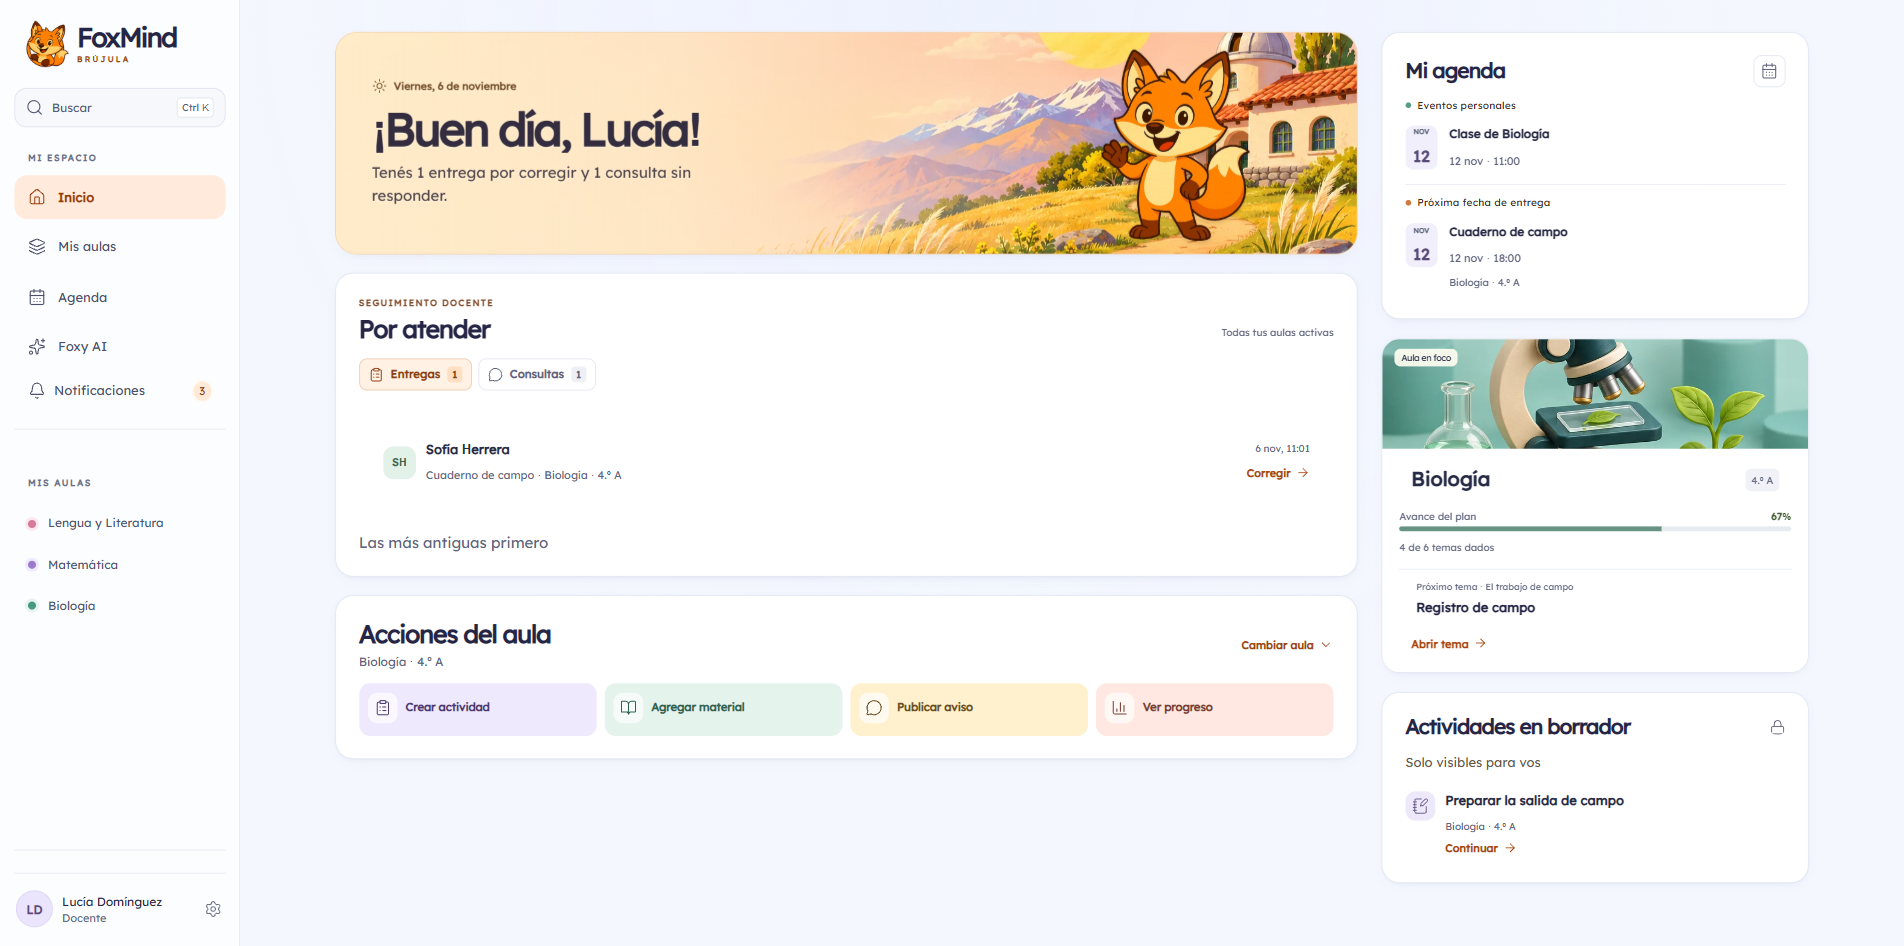 FoxMind
BRÚJULA
Buscar
Ctrl K
MI ESPACIO
Inicio
Mis aulas
Agenda
Foxy AI
Notificaciones
3
MIS AULAS
Lengua y Literatura
Matemática
Biología
LD
Lucía Domínguez
Docente
Viernes, 6 de noviembre
¡Buen día, Lucía!
Tenés 1 entrega por corregir y 1 consulta sin
responder.
SEGUIMIENTO DOCENTE
Por atender
Todas tus aulas activas
Entregas 1
Consultas 1
SH
Sofía Herrera
Cuaderno de campo · Biología · 4.º A
6 nov, 11:01
Corregir
Las más antiguas primero
Acciones del aula
Biología · 4.º A
Cambiar aula
Crear actividad
Agregar material
Publicar aviso
Ver progreso
Mi agenda
Eventos personales
NOV
12
Clase de Biología
12 nov · 11:00
Próxima fecha de entrega
NOV
12
Cuaderno de campo
12 nov · 18:00
Biología · 4.º A
Aula en foco
Biología
4.º A
Avance del plan
67%
4 de 6 temas dados
Próximo tema · El trabajo de campo
Registro de campo
Abrir tema
Actividades en borrador
Solo visibles para vos
Preparar la salida de campo
Biología · 4.º A
Continuar